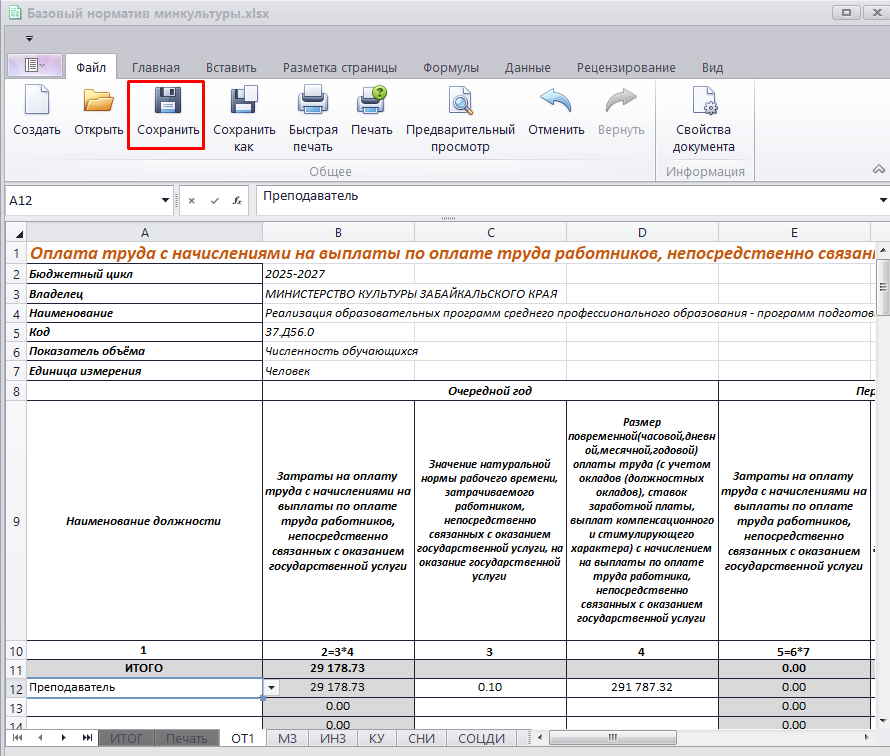 Базовый норматив минкультуры.xlsx
Файл Главная Вставить Разметка страницы Формулы Данные Рецензирование Вид
Создать Открыть Сохранить Сохранить как Быстрая печать Печать Предварительный просмотр Отменить Вернуть Свойства документа
Общее Информация
A12 Преподаватель
A B C D E
1 Оплата труда с начислениями на выплаты по оплате труда работников, непосредственно
2 Бюджетный цикл 2025-2027
3 Владелец МИНИСТЕРСТВО КУЛЬТУРЫ ЗАБАЙКАЛЬСКОГО КРАЯ
4 Наименование Реализация образовательных программ среднего профессионального образования - программ
5 Код 37.Д56.0
6 Показатель объёма Численность обучающихся
7 Единица измерения Человек
8 Очередной год
9
Наименование должности
Затраты на оплату
труда с начислениями на
выплаты по оплате
труда работников,
непосредственно
связанных с оказанием
государственной услуги
Значение натуральной
нормы рабочего времени,
затрачиваемого
работником,
непосредственно
связанных с оказанием
государственной услуги, на
оказание государственной
услуги
Размер
повременной(часовой,дневн
ой,месячной,годовой)
оплаты труда (с учетом
окладов (должностных
окладов), ставок
заработной платы,
выплат компенсационного
и стимулирующего
характера) с начислением
на выплаты по оплате
труда работника,
непосредственно
связанных с оказанием
государственной услуги
Затраты на оплату
труда с начислениями на
выплаты по оплате
труда работников,
непосредственно
связанных с оказанием
государственной услуги
10 1 2=3*4 3 4 5=6*7
11 ИТОГО 29 178.73 0.00
12 Преподаватель 29 178.73 0.10 291 787.32 0.00
13 0.00 0.00
14 0.00 0.00
ИТОГ Печать ОТ1 МЗ ИНЗ КУ СНИ СОЦДИ